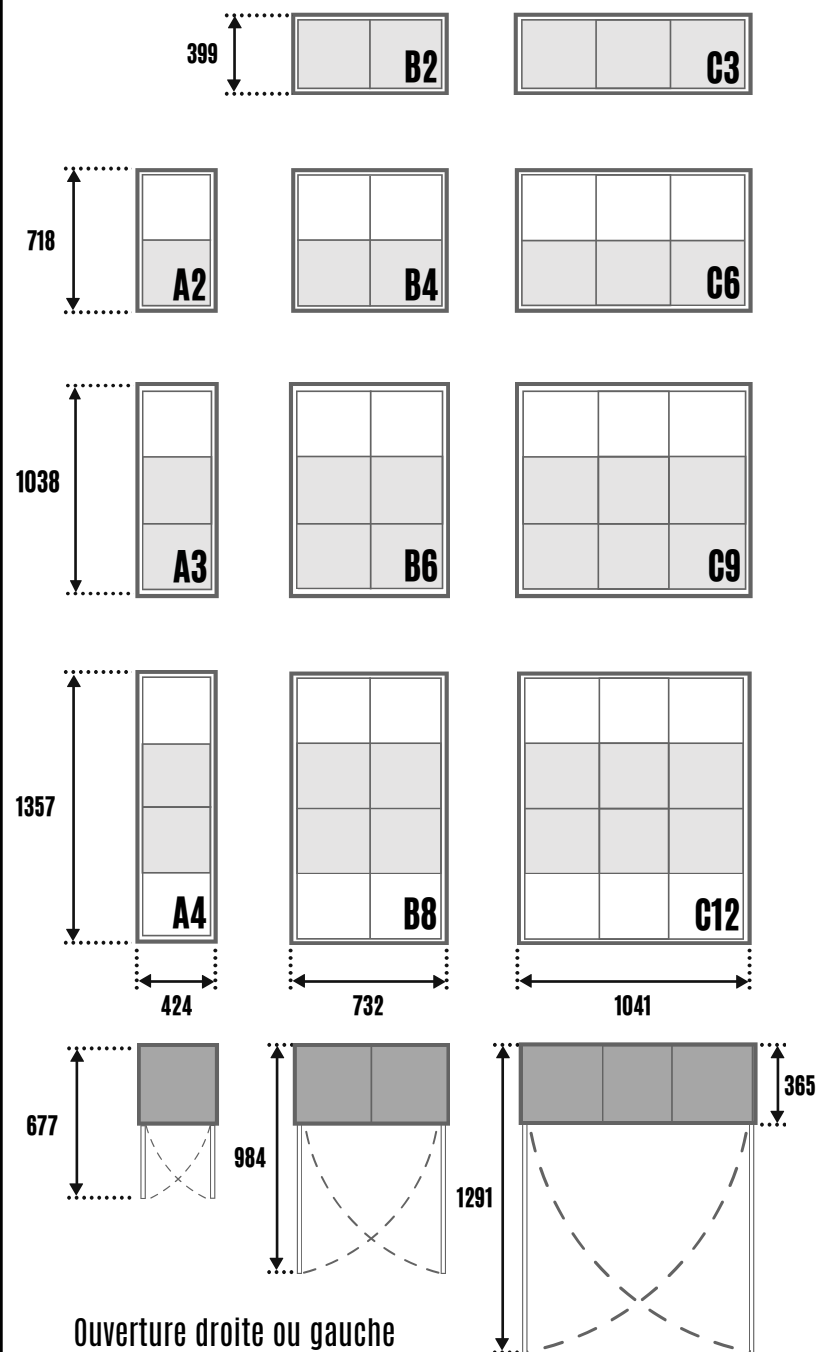 399
B2
C3
718
A2
B4
C6
1038
A3
B6
C9
1357
A4
B8
C12
424
732
1041
677
984
1291
365
Ouverture droite ou gauche